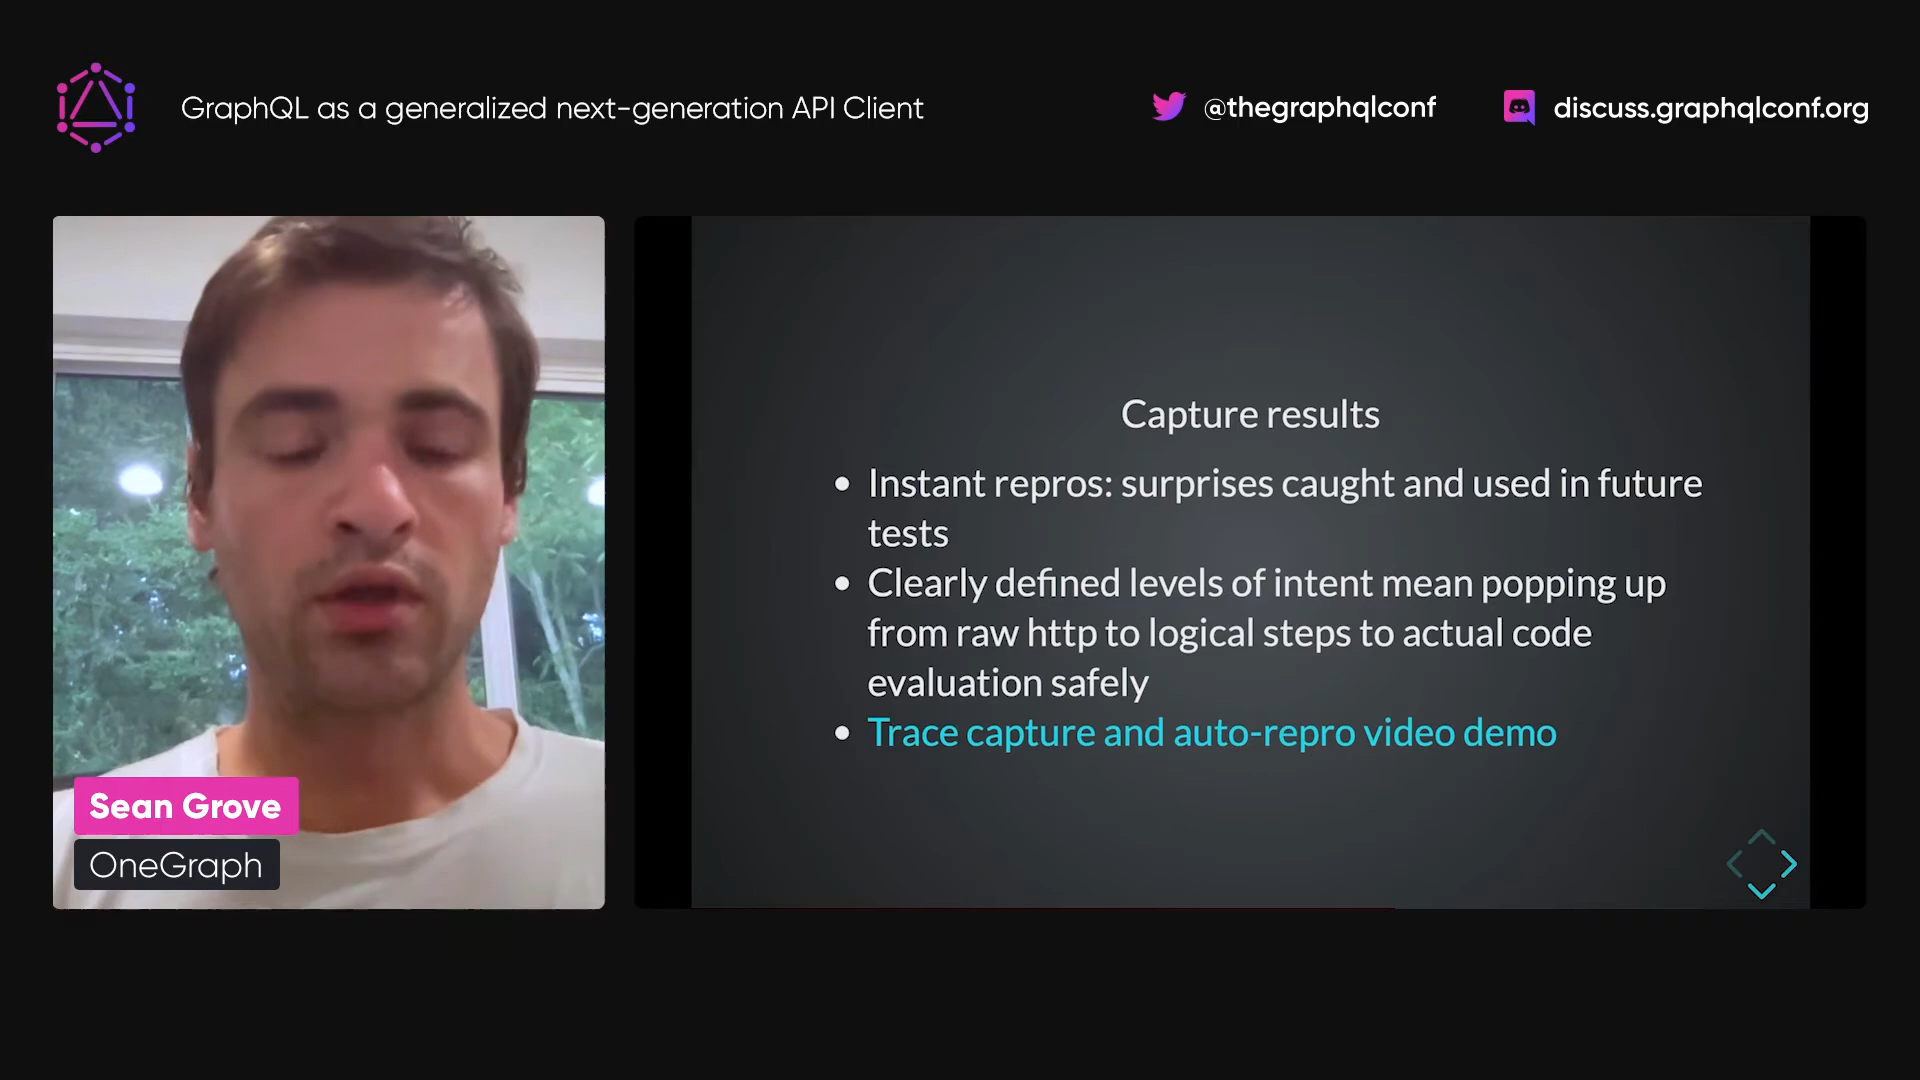 GraphQL as a generalized next-generation API Client
@thegraphqlconf
discuss.graphqlconf.org
Capture results
Instant repros: surprises caught and used in future
tests
Clearly defined levels of intent mean popping up
from raw http to logical steps to actual code
evaluation safely
Trace capture and auto-repro video demo
Sean Grove
OneGraph